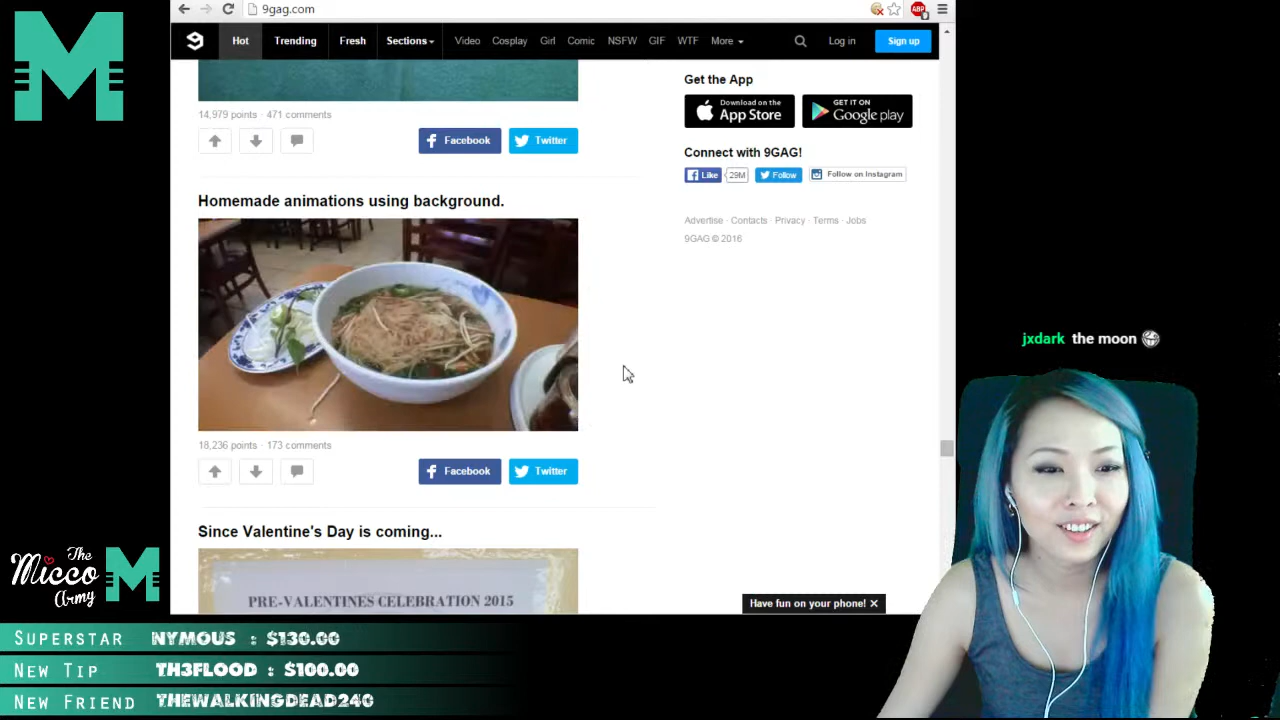 9gag.com
ABP
9 Hot Trending Fresh Sections Video Cosplay Girl Comic NSFW GIF WTF More Log in Sign up
M
14,979 points · 471 comments
Facebook Twitter
Homemade animations using background.
18,236 points · 173 comments
Facebook Twitter
Since Valentine's Day is coming...
PRE-VALENTINES CELEBRATION 2015
Get the App
Download on the App Store
GET IT ON Google play
Connect with 9GAG!
Like 29M Follow Follow on Instagram
Advertise · Contacts · Privacy · Terms · Jobs
9GAG © 2016
Have fun on your phone! ✕
jxdark the moon
The
Micco
Army
M
SUPERSTAR NYMOUS : $130.00
NEW TIP TH3FLOOD : $100.00
NEW FRIEND THEWALKINGDEAD240